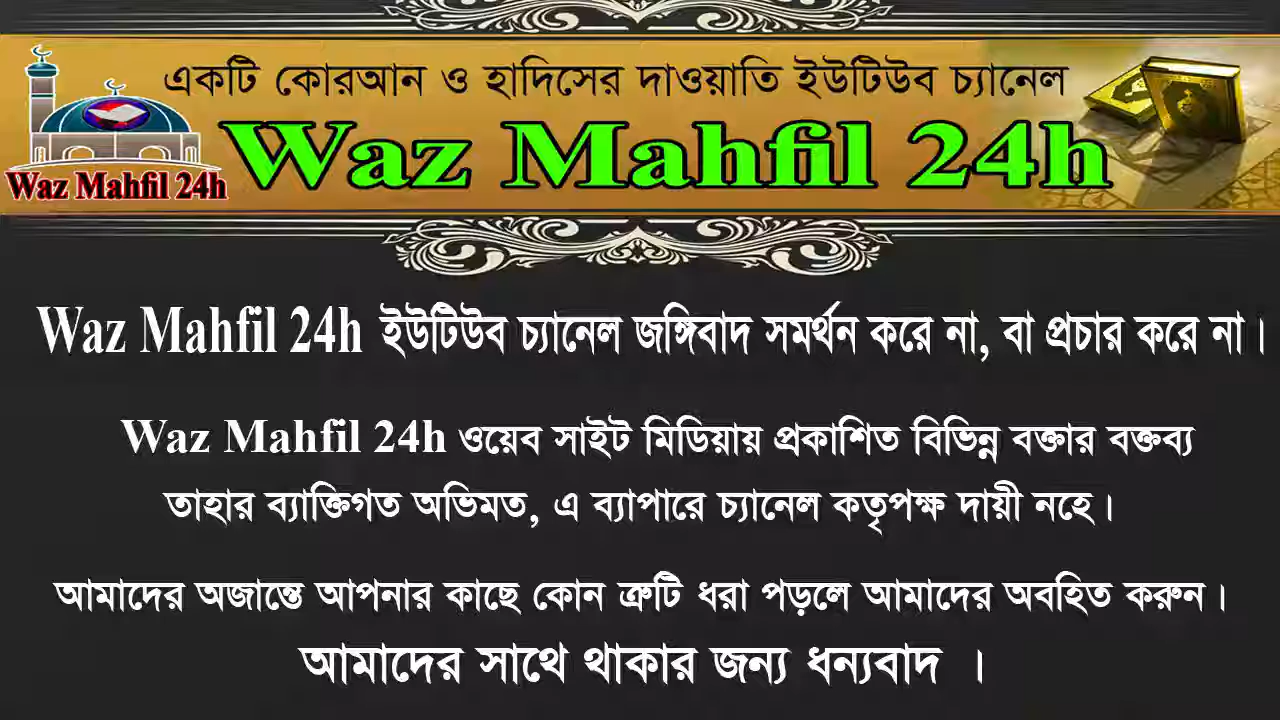 একটি কোরআন ও হাদিসের দাওয়াতি ইউটিউব চ্যানেল
Waz Mahfil 24h
Waz Mahfil 24h
Waz Mahfil 24h ইউটিউব চ্যানেল জঙ্গিবাদ সমর্থন করে না, বা প্রচার করে না।
Waz Mahfil 24h ওয়েব সাইট মিডিয়ায় প্রকাশিত বিভিন্ন বক্তার বক্তব্য
তাহার ব্যাক্তিগত অভিমত, এ ব্যাপারে চ্যানেল কতৃপক্ষ দায়ী নহে।
আমাদের অজান্তে আপনার কাছে কোন ত্রুটি ধরা পড়লে আমাদের অবহিত করুন।
আমাদের সাথে থাকার জন্য ধন্যবাদ ।